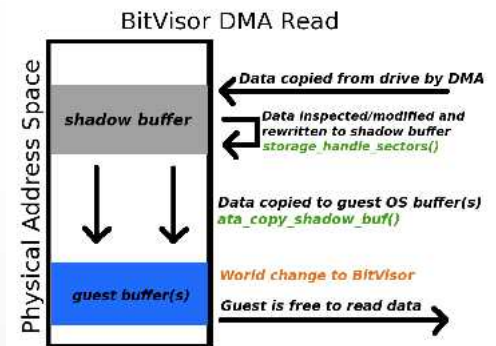 BitVisor DMA Read
Physical Address Space
Data copied from drive by DMA
shadow buffer
Data inspected/modified and
rewritten to shadow buffer
storage_handle_sectors()
Data copied to guest OS buffer(s)
ata_copy_shadow_buf()
World change to BitVisor
guest buffer(s)
Guest is free to read data